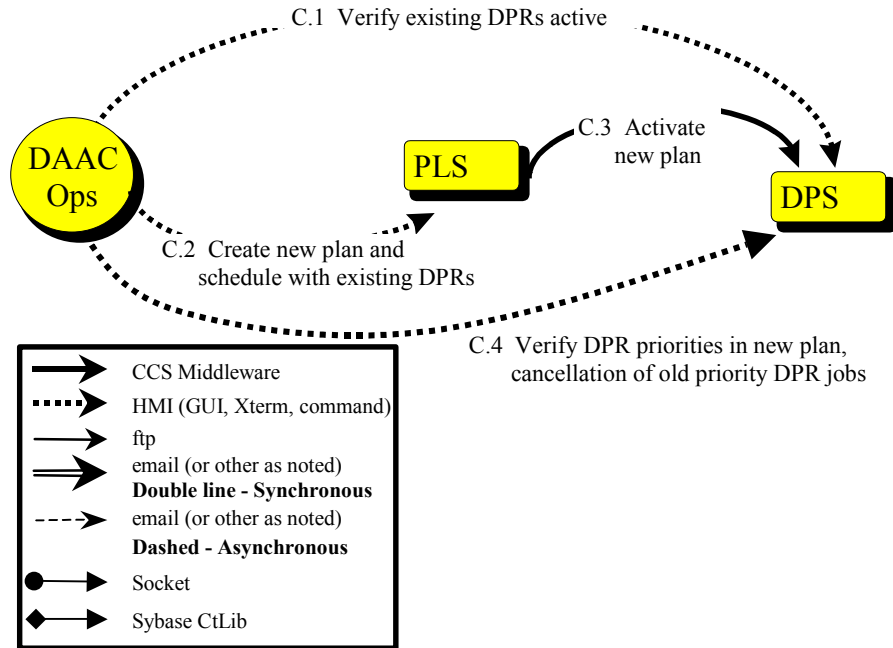 C.1 Verify existing DPRs active
DAAC
Ops
PLS
C.3 Activate
new plan
DPS
C.2 Create new plan and
schedule with existing DPRs
C.4 Verify DPR priorities in new plan,
cancellation of old priority DPR jobs
CCS Middleware
HMI (GUI, Xterm, command)
ftp
email (or other as noted)
Double line - Synchronous
email (or other as noted)
Dashed - Asynchronous
Socket
Sybase CtLib